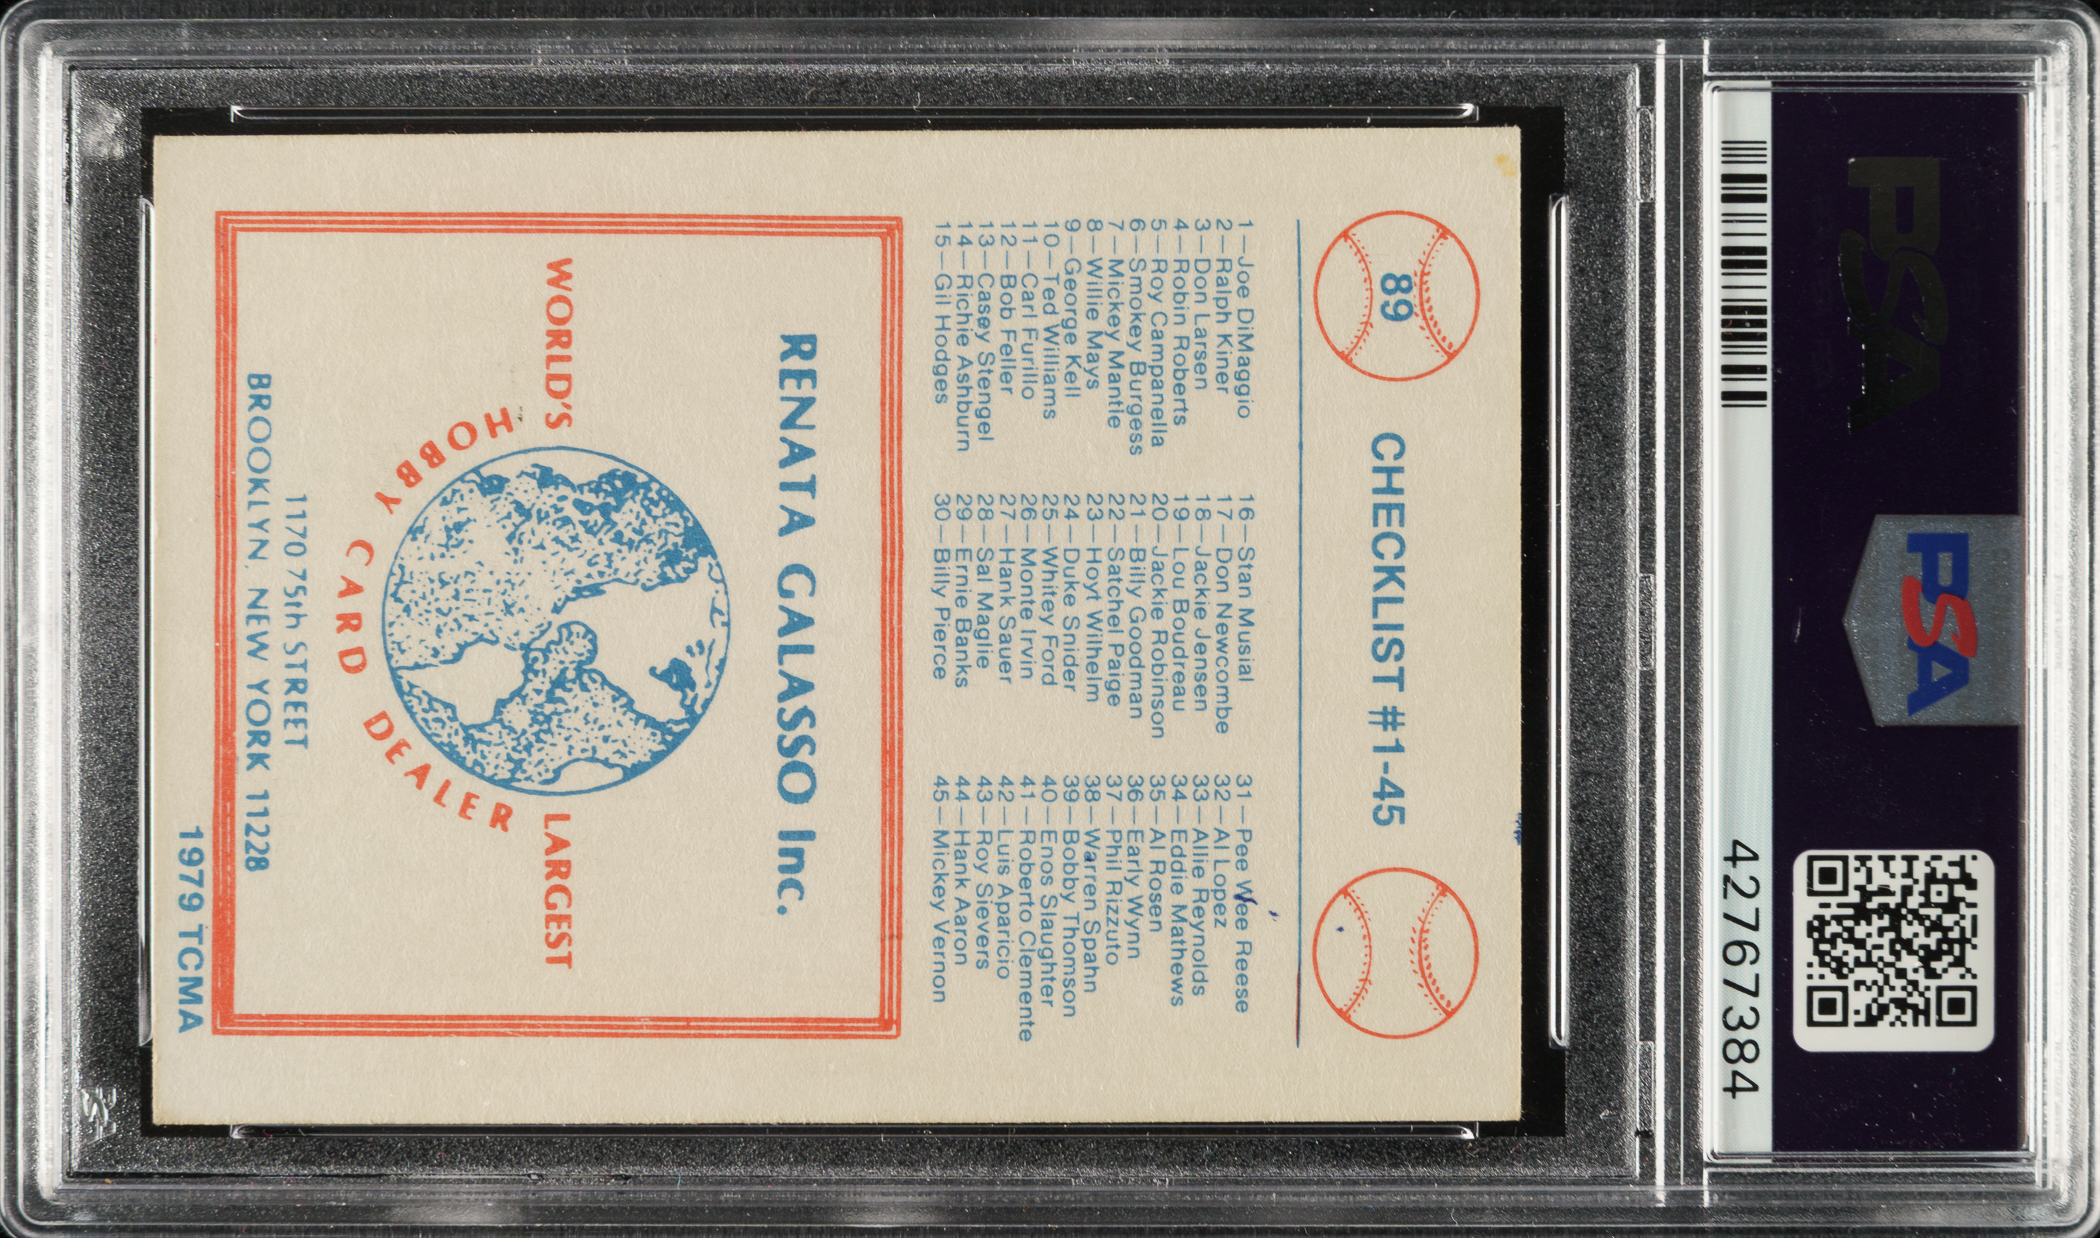 PSA
PSA
42767384
89
CHECKLIST #1-45
1—Joe DiMaggio
2—Ralph Kiner
3—Don Larsen
4—Robin Roberts
5—Roy Campanella
6—Smokey Burgess
7—Mickey Mantle
8—Willie Mays
9—George Kell
10—Ted Williams
11—Carl Furillo
12—Bob Feller
13—Casey Stengel
14—Richie Ashburn
15—Gil Hodges
16—Stan Musial
17—Don Newcombe
18—Jackie Jensen
19—Lou Boudreau
20—Jackie Robinson
21—Billy Goodman
22—Satchel Paige
23—Hoyt Wilhelm
24—Duke Snider
25—Whitey Ford
26—Monte Irvin
27—Hank Sauer
28—Sal Maglie
29—Ernie Banks
30—Billy Pierce
31—Pee Wee Reese
32—Al Lopez
33—Allie Reynolds
34—Eddie Mathews
35—Al Rosen
36—Early Wynn
37—Phil Rizzuto
38—Warren Spahn
39—Bobby Thomson
40—Enos Slaughter
41—Roberto Clemente
42—Luis Aparicio
43—Roy Sievers
44—Hank Aaron
45—Mickey Vernon
RENATA GALASSO Inc.
WORLD'S LARGEST
HOBBY CARD DEALER
1170 75th STREET
BROOKLYN, NEW YORK 11228
1979 TCMA